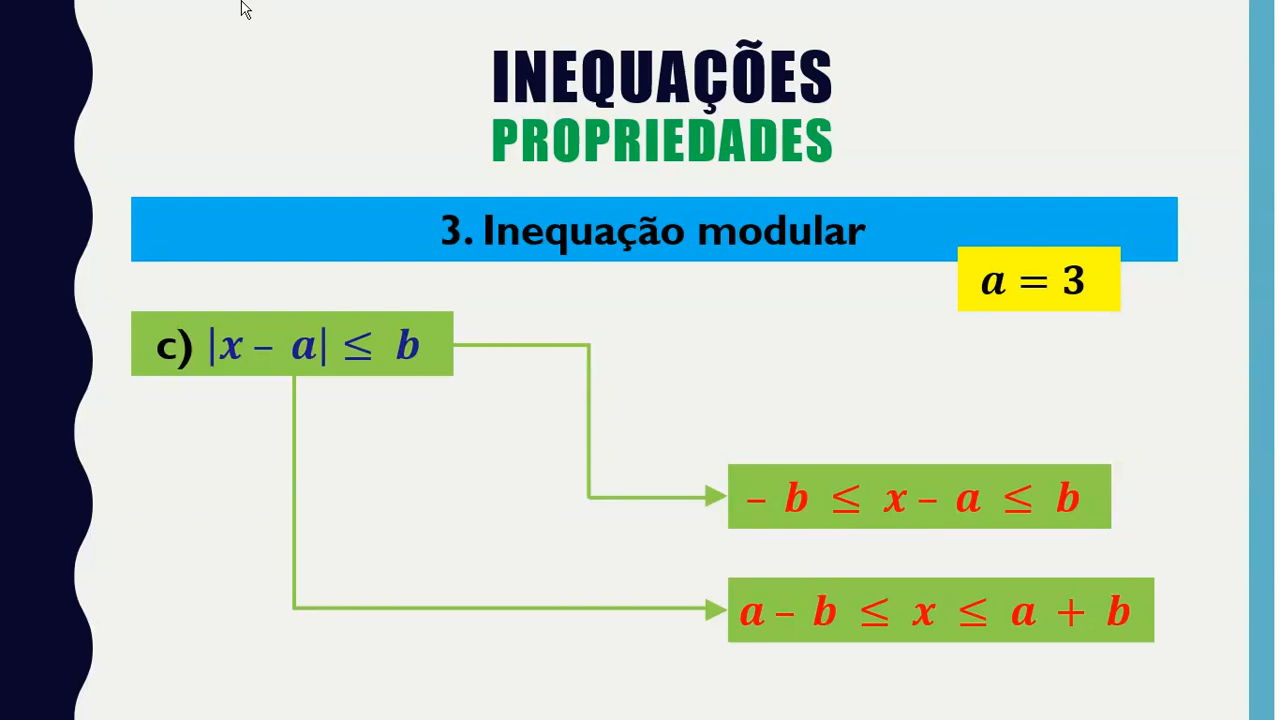 INEQUAÇÕES
PROPRIEDADES
3. Inequação modular
a = 3
c) |x – a| ≤ b
– b ≤ x – a ≤ b
a – b ≤ x ≤ a + b